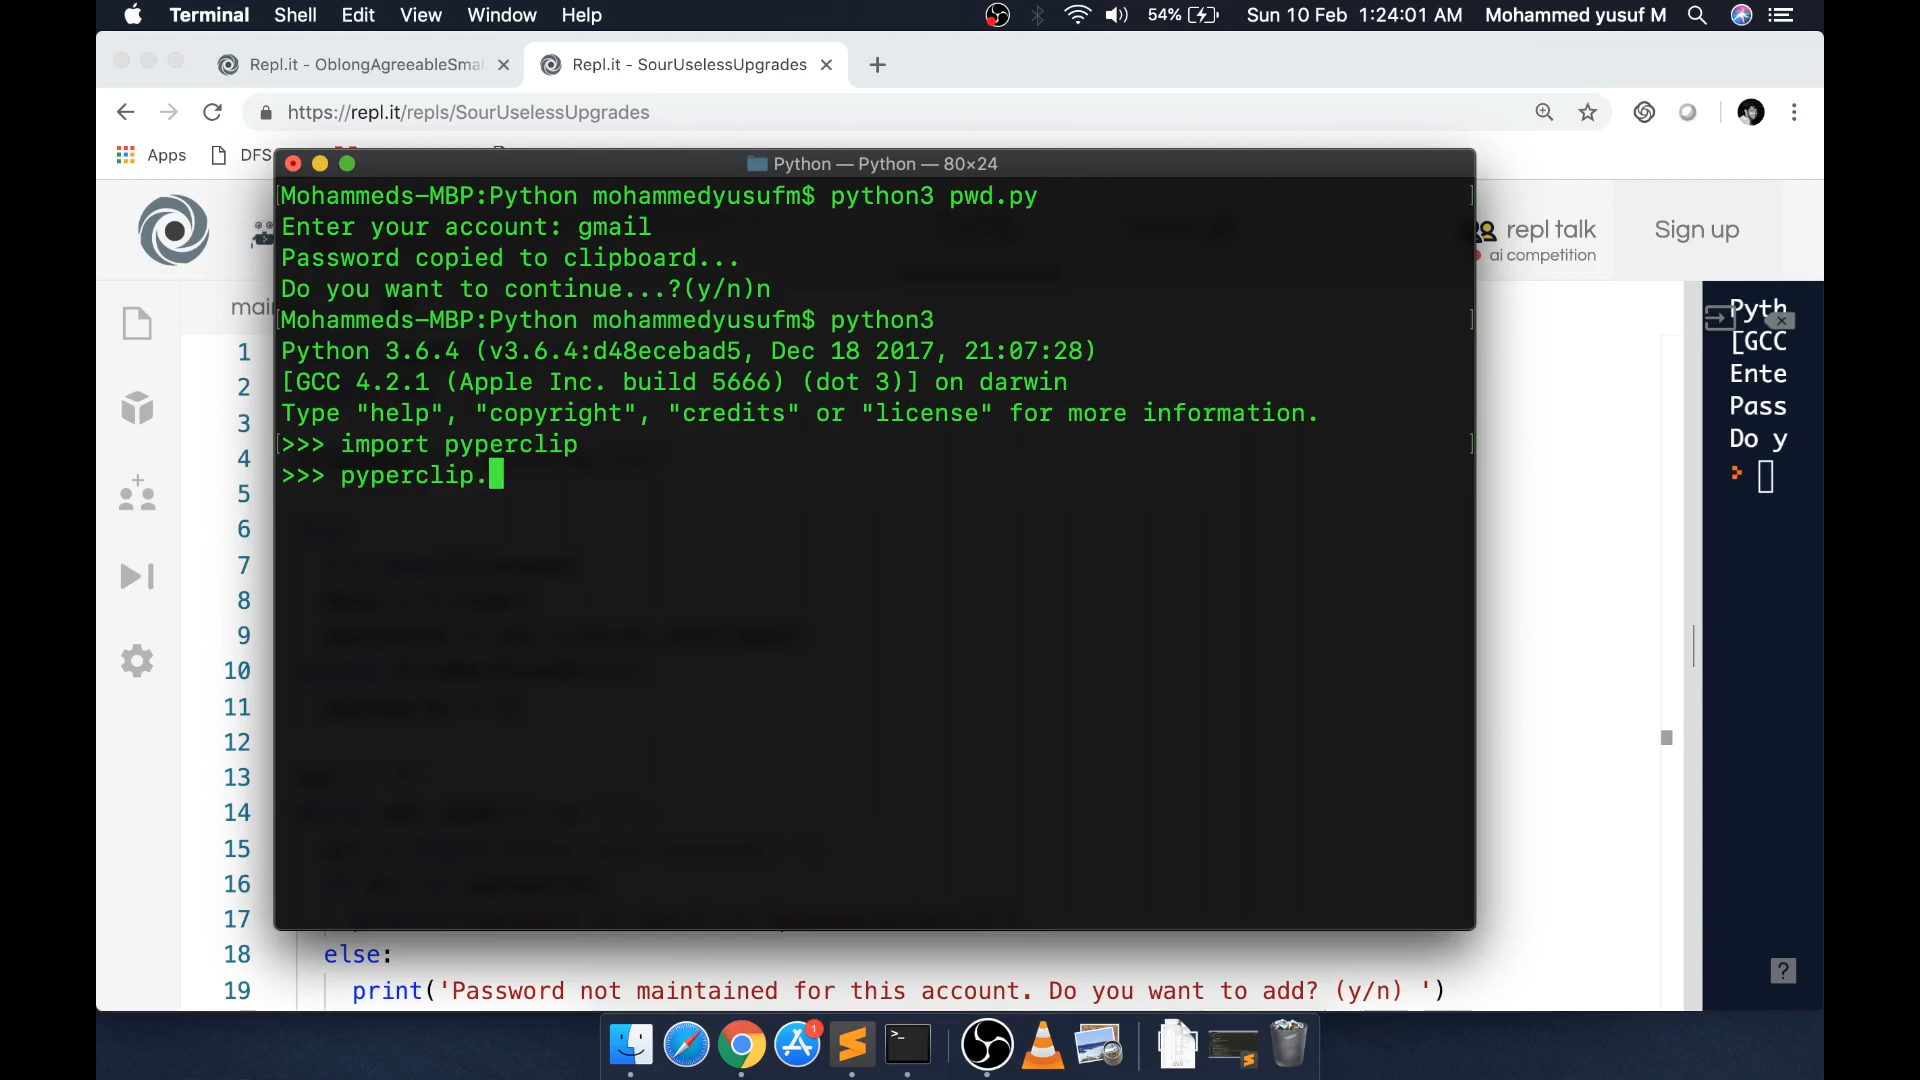 Terminal Shell Edit View Window Help 54% Sun 10 Feb 1:24:01 AM Mohammed yusuf M
Repl.it - OblongAgreeableSmal Repl.it - SourUselessUpgrades
https://repl.it/repls/SourUselessUpgrades
Apps DFS
Python — Python — 80×24
Mohammeds-MBP:Python mohammedyusufm$ python3 pwd.py
Enter your account: gmail
Password copied to clipboard...
Do you want to continue...?(y/n)n
Mohammeds-MBP:Python mohammedyusufm$ python3
Python 3.6.4 (v3.6.4:d48ecebad5, Dec 18 2017, 21:07:28)
[GCC 4.2.1 (Apple Inc. build 5666) (dot 3)] on darwin
Type "help", "copyright", "credits" or "license" for more information.
>>> import pyperclip
>>> pyperclip.
repl talk
ai competition
Sign up
mai
1
2
3
4
5
6
7
8
9
10
11
12
13
14
15
16
17
18 else:
19 print('Password not maintained for this account. Do you want to add? (y/n) ')
Pyth
[GCC
Ente
Pass
Do y
?
1